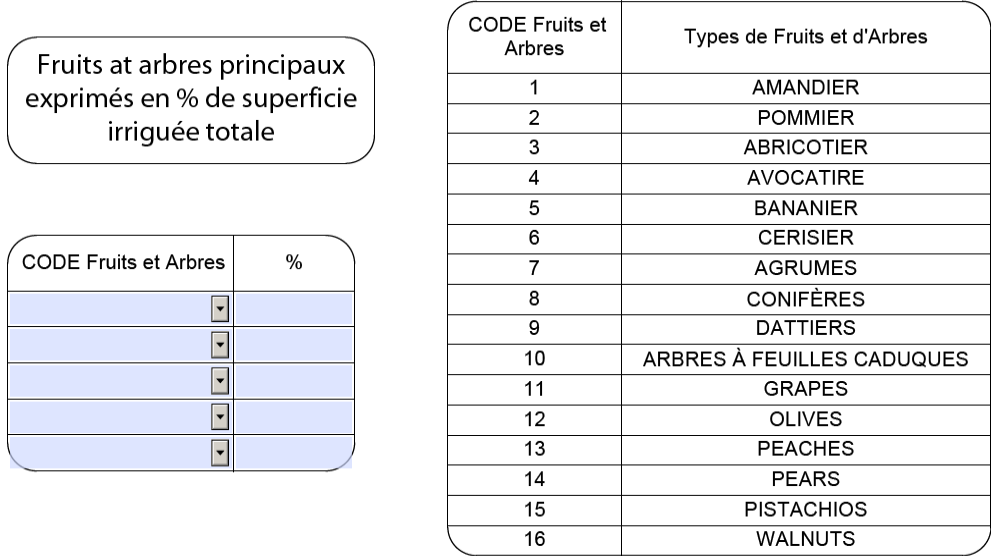 Fruits at arbres principaux
exprimés en % de superficie
irriguée totale
CODE Fruits et Arbres %
CODE Fruits et
Arbres
Types de Fruits et d'Arbres
1 AMANDIER
2 POMMIER
3 ABRICOTIER
4 AVOCATIRE
5 BANANIER
6 CERISIER
7 AGRUMES
8 CONIFÈRES
9 DATTIERS
10 ARBRES À FEUILLES CADUQUES
11 GRAPES
12 OLIVES
13 PEACHES
14 PEARS
15 PISTACHIOS
16 WALNUTS